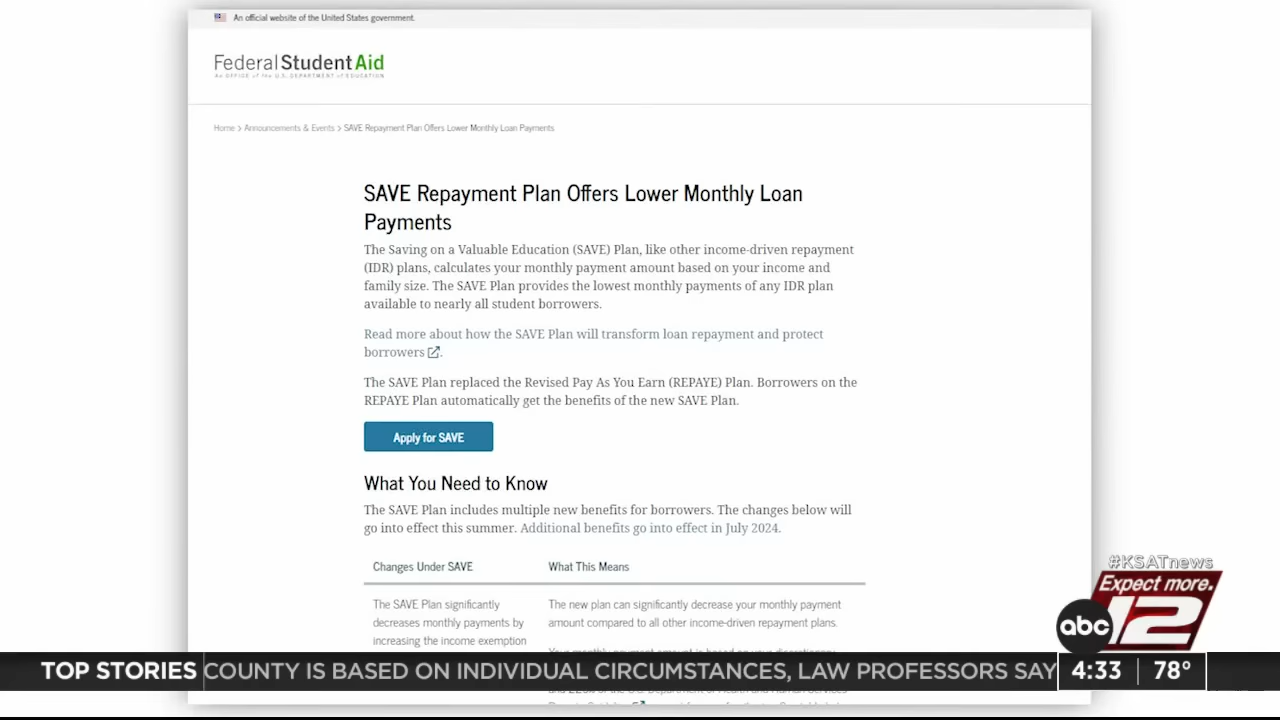 An official website of the United States government.
Federal Student Aid
An OFFICE of the U.S. DEPARTMENT of EDUCATION
Home > Announcements & Events > SAVE Repayment Plan Offers Lower Monthly Loan Payments
SAVE Repayment Plan Offers Lower Monthly Loan
Payments
The Saving on a Valuable Education (SAVE) Plan, like other income-driven repayment
(IDR) plans, calculates your monthly payment amount based on your income and
family size. The SAVE Plan provides the lowest monthly payments of any IDR plan
available to nearly all student borrowers.
Read more about how the SAVE Plan will transform loan repayment and protect
borrowers.
The SAVE Plan replaced the Revised Pay As You Earn (REPAYE) Plan. Borrowers on the
REPAYE Plan automatically get the benefits of the new SAVE Plan.
Apply for SAVE
What You Need to Know
The SAVE Plan includes multiple new benefits for borrowers. The changes below will
go into effect this summer. Additional benefits go into effect in July 2024.
Changes Under SAVE What This Means
The SAVE Plan significantly
decreases monthly payments by
increasing the income exemption
The new plan can significantly decrease your monthly payment
amount compared to all other income-driven repayment plans.
#KSATnews
Expect more.
abc 12
TOP STORIES COUNTY IS BASED ON INDIVIDUAL CIRCUMSTANCES, LAW PROFESSORS SAY 4:33 78°